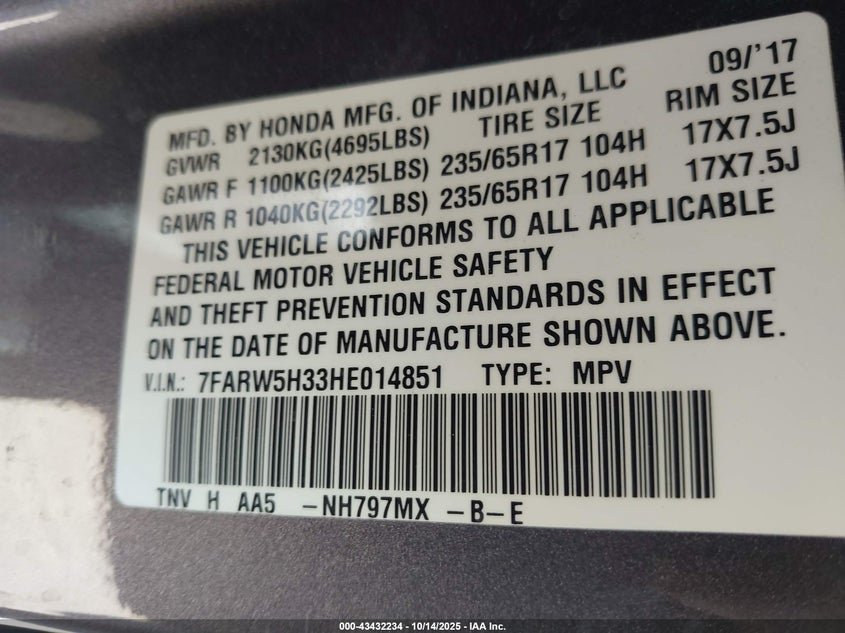 09/'17
MFD. BY HONDA MFG. OF INDIANA, LLC
GVWR 2130KG(4695LBS) TIRE SIZE RIM SIZE
GAWR F 1100KG(2425LBS) 235/65R17 104H 17X7.5J
GAWR R 1040KG(2292LBS) 235/65R17 104H 17X7.5J
THIS VEHICLE CONFORMS TO ALL APPLICABLE
FEDERAL MOTOR VEHICLE SAFETY
AND THEFT PREVENTION STANDARDS IN EFFECT
ON THE DATE OF MANUFACTURE SHOWN ABOVE.
V.I.N.: 7FARW5H33HE014851 TYPE: MPV
TNV H AA5 -NH797MX -B-E
000-43432234 - 10/14/2025 - IAA Inc.